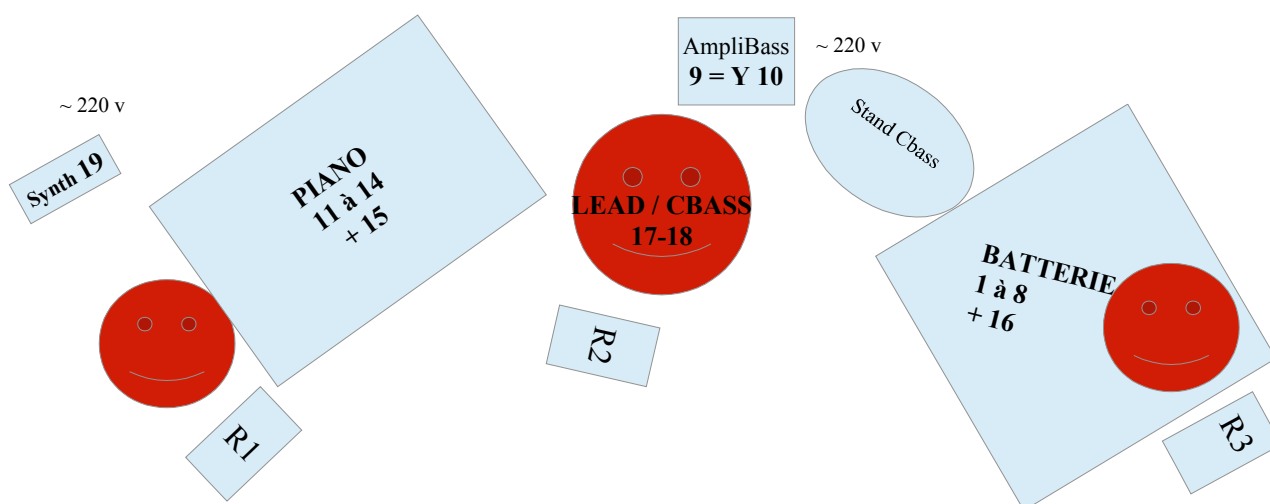 AmpliBass
9 = Y 10
~ 220 v
~ 220 v
Stand Cbass
Synth 19
PIANO
11 à 14
+ 15
LEAD / CBASS
17-18
BATTERIE
1 à 8
+ 16
R1
R2
R3